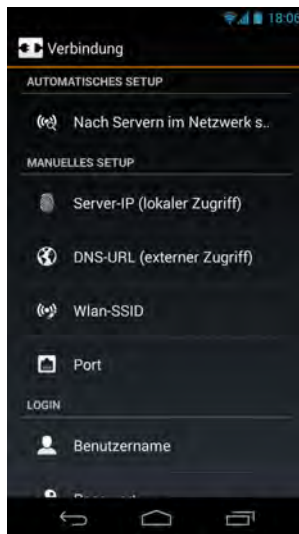 18:06
Verbindung
AUTOMATISCHES SETUP
Nach Servern im Netzwerk s..
MANUELLES SETUP
Server-IP (lokaler Zugriff)
DNS-URL (externer Zugriff)
Wlan-SSID
Port
LOGIN
Benutzername